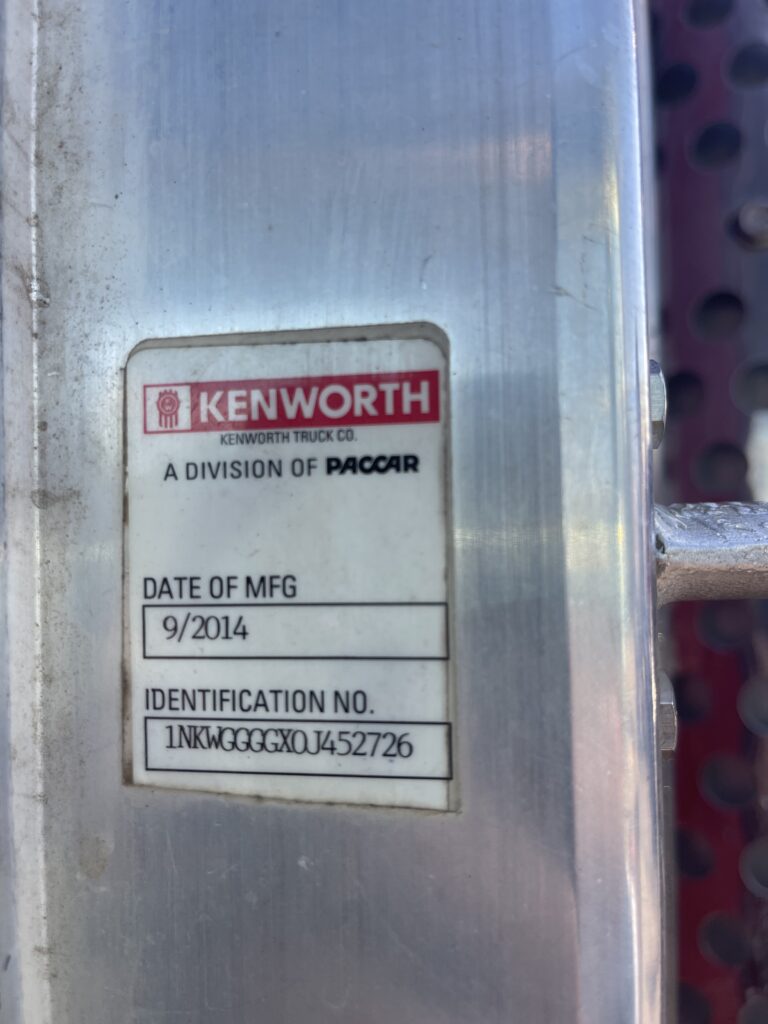 KENWORTH
KENWORTH TRUCK CO.
A DIVISION OF PACCAR
DATE OF MFG
9/2014
IDENTIFICATION NO.
1NKWGGGGX0J452726